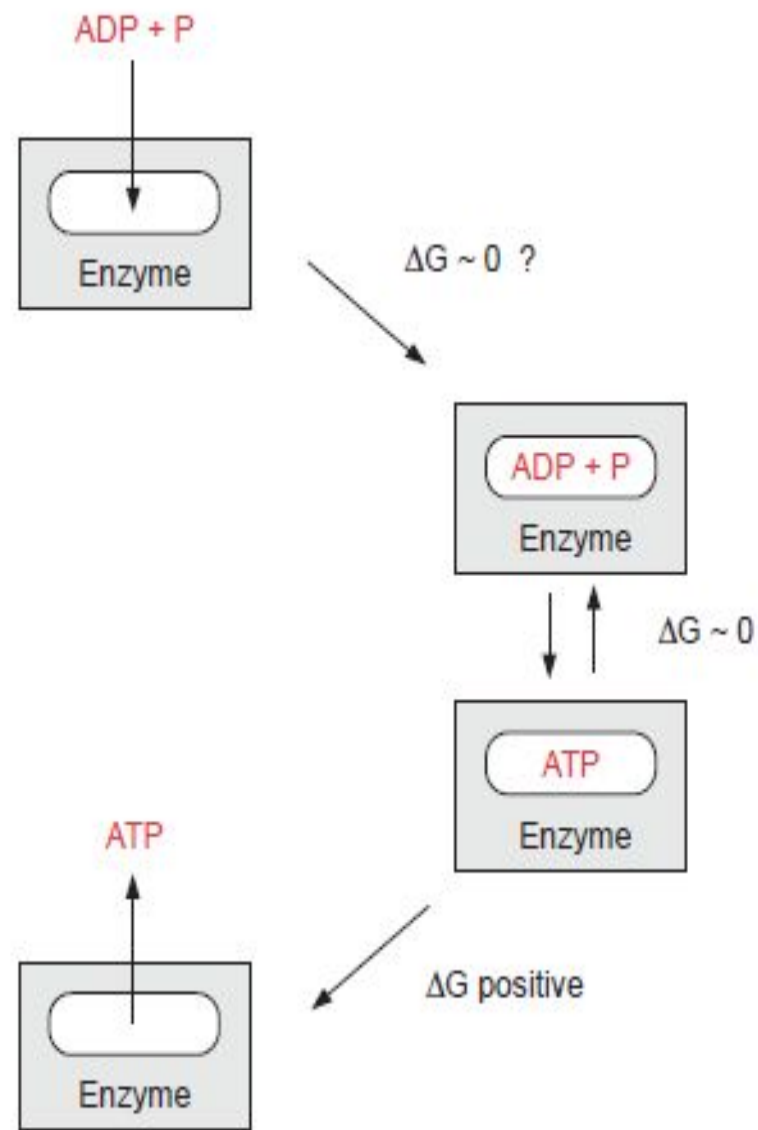 ADP + P
Enzyme
ΔG ~ 0 ?
ADP + P
Enzyme
ΔG ~ 0
ATP
Enzyme
ΔG positive
ATP
Enzyme